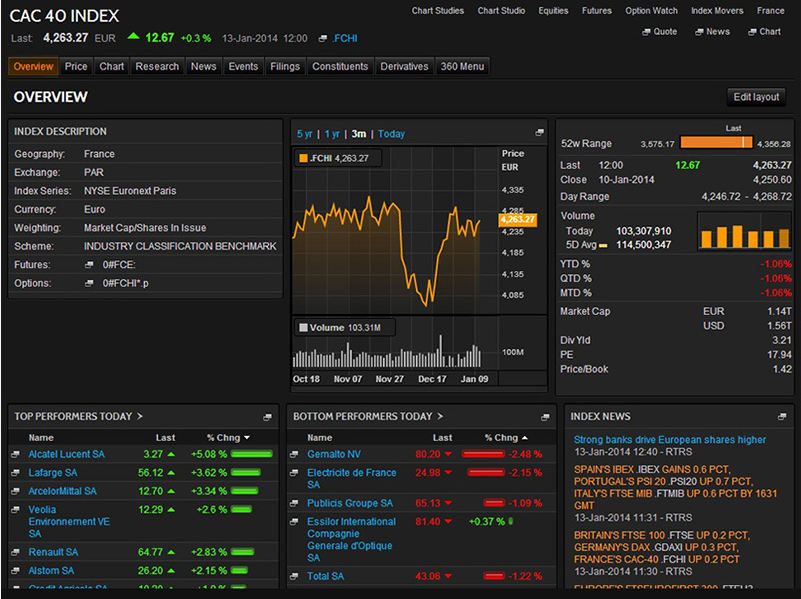 CAC 40 INDEX
Chart Studies Chart Studio Equities Futures Option Watch Index Movers France
Last: 4,263.27 EUR 12.67 +0.3 % 13-Jan-2014 12:00 .FCHI
Quote News Chart
Overview Price Chart Research News Events Filings Constituents Derivatives 360 Menu
OVERVIEW
Edit layout
INDEX DESCRIPTION
Geography: France
Exchange: PAR
Index Series: NYSE Euronext Paris
Currency: Euro
Weighting: Market Cap/Shares In Issue
Scheme: INDUSTRY CLASSIFICATION BENCHMARK
Futures: 0#FCE:
Options: 0#FCHI*.p
5 yr | 1 yr | 3m | Today
.FCHI 4,263.27
Price
EUR
4,335
4,285
4,263.27
4,235
4,185
4,135
4,085
Volume 103.31M
100M
Oct 18 Nov 07 Nov 27 Dec 17 Jan 09
Last
52w Range 3,575.17 4,356.28
Last 12:00 12.67 4,263.27
Close 10-Jan-2014 4,250.60
Day Range 4,246.72 - 4,268.72
Volume
Today 103,307,910
5D Avg 114,500,347
YTD % -1.06%
QTD % -1.06%
MTD % -1.06%
Market Cap EUR 1.14T
USD 1.56T
Div Yld 3.21
PE 17.94
Price/Book 1.42
TOP PERFORMERS TODAY >
Name Last % Chng
Alcatel Lucent SA 3.27 +5.08 %
Lafarge SA 56.12 +3.62 %
ArcelorMittal SA 12.70 +3.34 %
Veolia 12.29 +2.6 %
Environnement VE
SA
Renault SA 64.77 +2.83 %
Alstom SA 26.20 +2.15 %
Credit Agricole SA
BOTTOM PERFORMERS TODAY >
Name Last % Chng
Gemalto NV 80.20 -2.48 %
Electricite de France 24.98 -2.15 %
SA
Publicis Groupe SA 65.13 -1.09 %
Essilor International 81.40 +0.37 %
Compagnie
Generale d'Optique
SA
Total SA 43.06 -1.22 %
INDEX NEWS
Strong banks drive European shares higher
13-Jan-2014 12:40 - RTRS
SPAIN'S IBEX .IBEX GAINS 0.6 PCT,
PORTUGAL'S PSI 20 .PSI20 UP 0.7 PCT,
ITALY'S FTSE MIB .FTMIB UP 0.6 PCT BY 1631
GMT
13-Jan-2014 11:31 - RTRS
BRITAIN'S FTSE 100 .FTSE UP 0.2 PCT,
GERMANY'S DAX .GDAXI UP 0.3 PCT,
FRANCE'S CAC-40 .FCHI UP 0.2 PCT
13-Jan-2014 11:30 - RTRS
EUROPE'S FTSEUROFIRST 300 .FTEU3